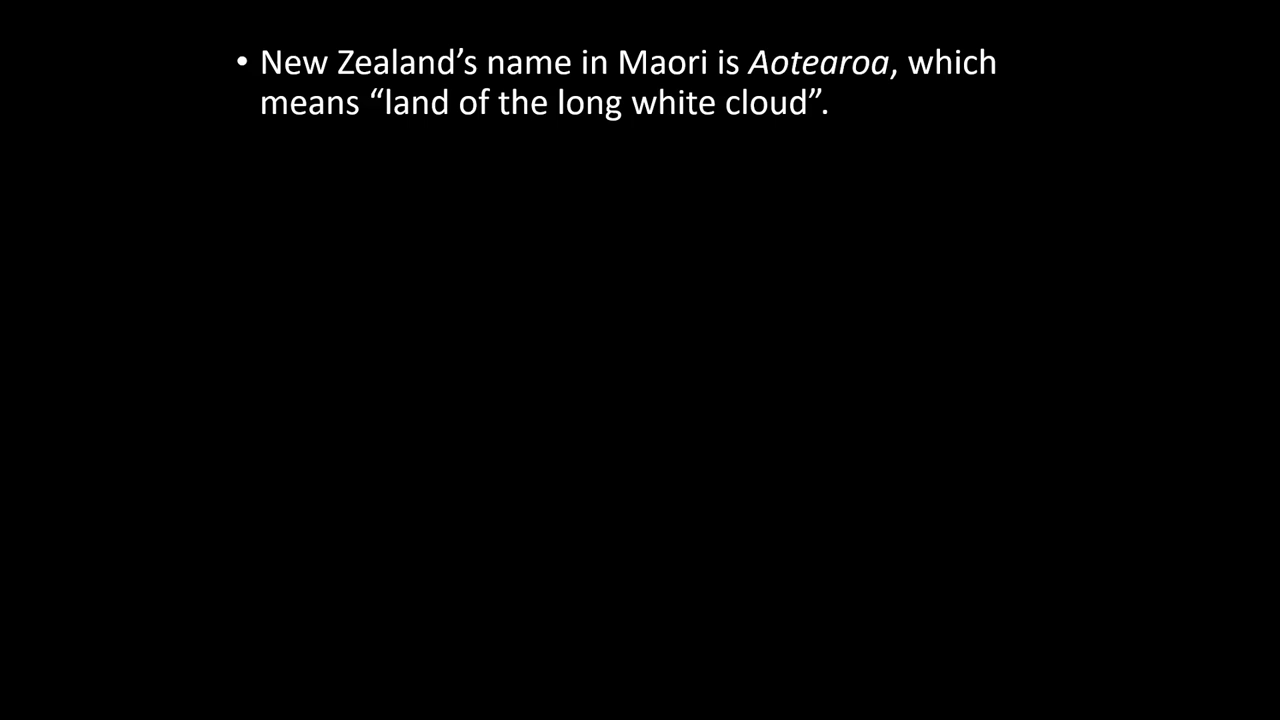 • New Zealand’s name in Maori is Aotearoa, which
means “land of the long white cloud”.